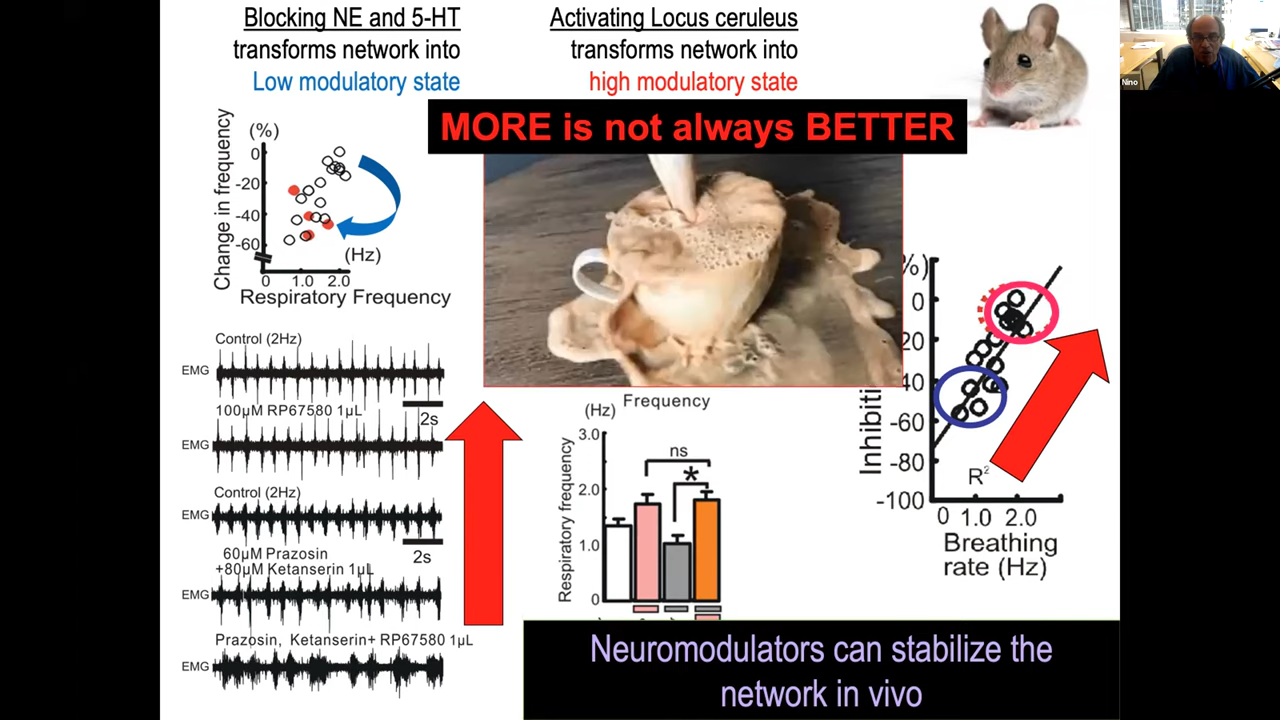 Blocking NE and 5-HT
transforms network into
Low modulatory state
Activating Locus ceruleus
transforms network into
high modulatory state
Nino
MORE is not always BETTER
Change in frequency
(%)
0
-20
-40
-60
(Hz)
0 1.0 2.0
Respiratory Frequency
Control (2Hz)
EMG
2s
100µM RP67580 1µL
EMG
Control (2Hz)
EMG
2s
60µM Prazosin
+80µM Ketanserin 1µL
EMG
Prazosin, Ketanserin+ RP67580 1µL
EMG
Frequency
(Hz)
Respiratory frequency
3.0
2.0
1.0
0
ns
*
%)
0
20
40
-60
-80
-100
R²
0 1.0 2.0
Breathing
rate (Hz)
Neuromodulators can stabilize the
network in vivo